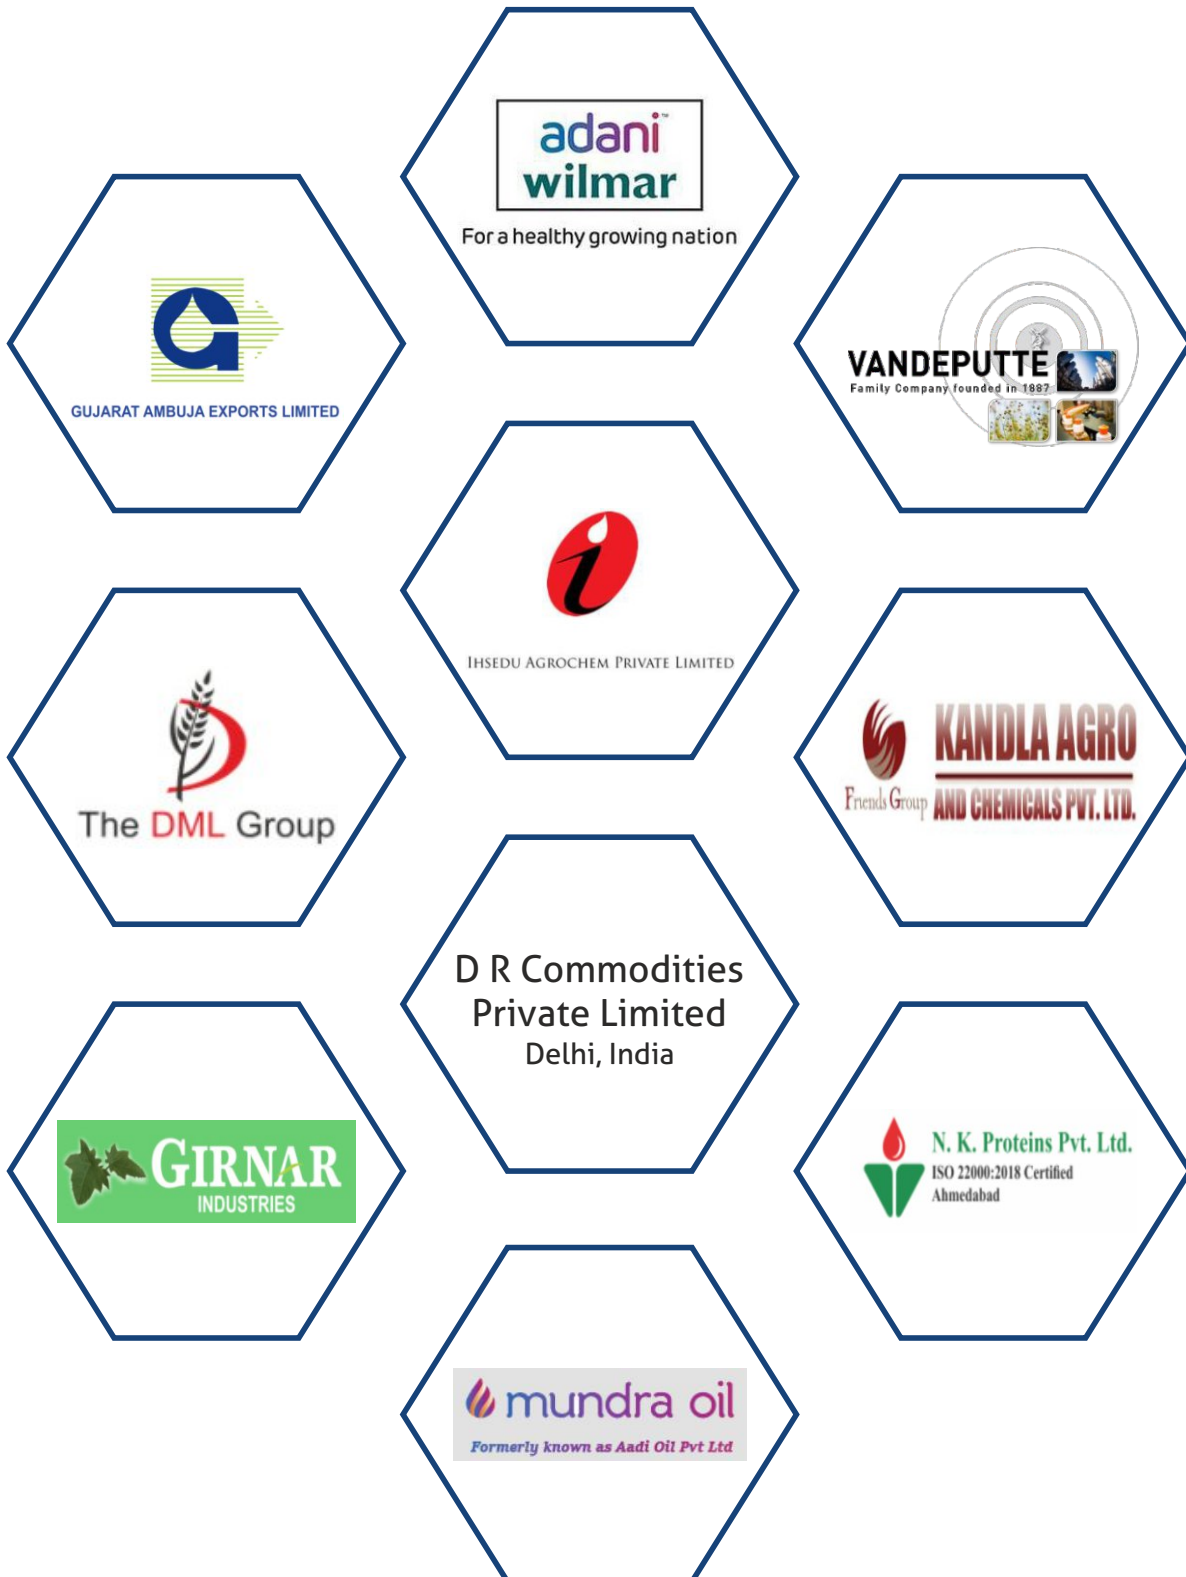 adani™
wilmar
For a healthy growing nation
GUJARAT AMBUJA EXPORTS LIMITED
VANDEPUTTE
Family Company founded in 1887
i
IHSEDU AGROCHEM PRIVATE LIMITED
The DML Group
Friends Group
KANDLA AGRO
AND CHEMICALS PVT. LTD.
D R Commodities
Private Limited
Delhi, India
GIRNAR
INDUSTRIES
N. K. Proteins Pvt. Ltd.
ISO 22000:2018 Certified
Ahmedabad
mundra oil
Formerly known as Aadi Oil Pvt Ltd